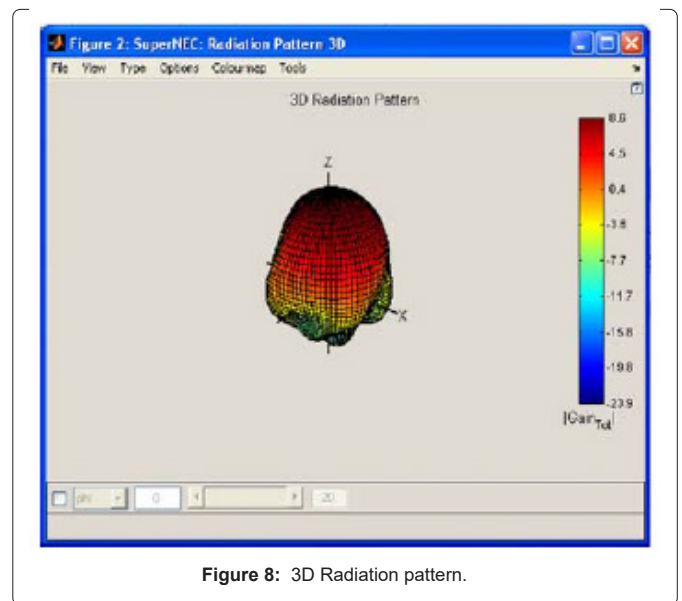 Figure 2: SuperNEC: Radiation Pattern 3D
File View Type Options Colourmap Tools
3D Radiation Pattern
Z
X
8.6
4.5
0.4
-3.6
-7.7
-11.7
-15.8
-19.8
-23.9
|Gain_Tot|
phi
0
20
Figure 8: 3D Radiation pattern.